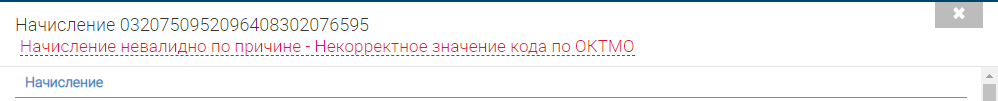 Начисление 0320750952096408302076595
Начисление невалидно по причине - Некорректное значение кода по ОКТМО
Начисление